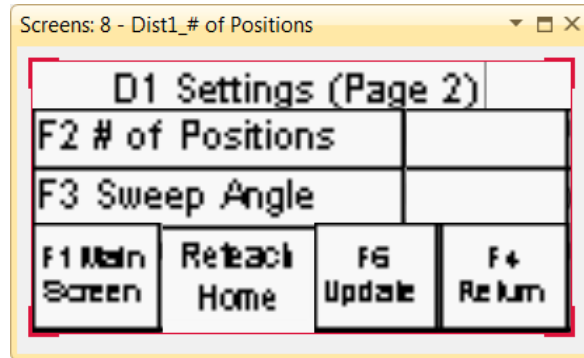 Screens: 8 - Dist1_# of Positions
D1 Settings (Page 2)
F2 # of Positions
F3 Sweep Angle
F1 Main
Screen
Reteach
Home
F6
Update
F4
Return